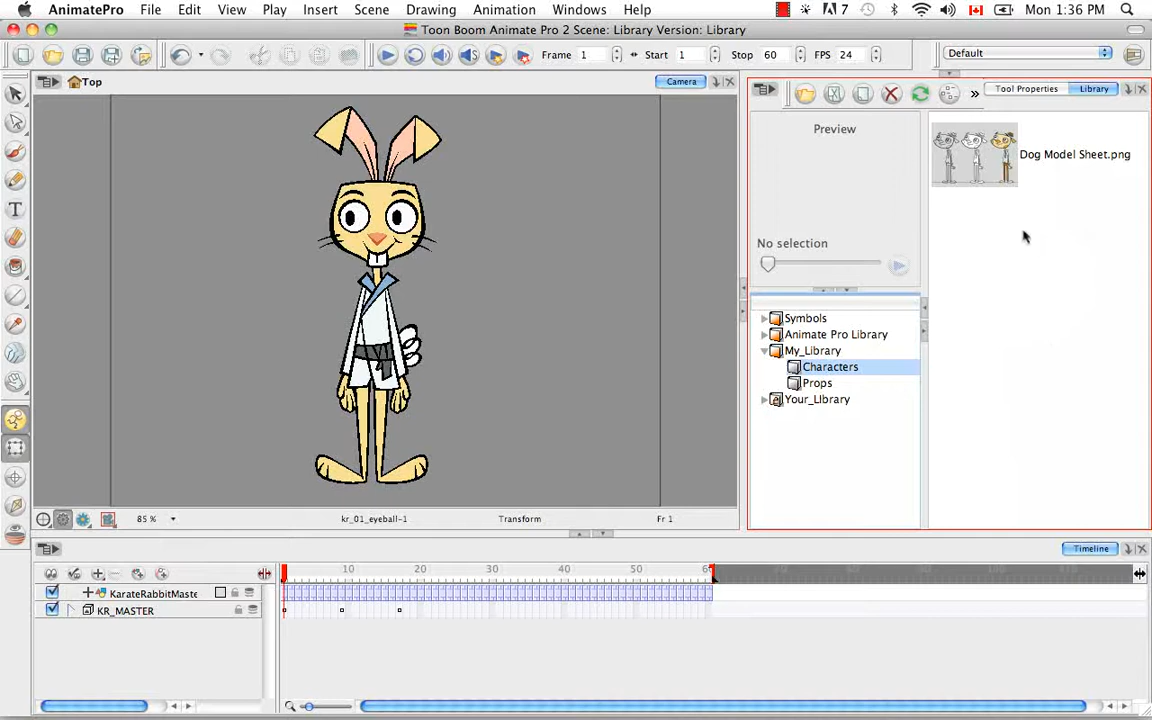 AnimatePro File Edit View Play Insert Scene Drawing Animation Windows Help 7 Mon 1:36 PM
Toon Boom Animate Pro 2 Scene: Library Version: Library
Frame 1 Start 1 Stop 60 FPS 24 Default
Top Camera
Tool Properties Library
Preview
Dog Model Sheet.png
No selection
Symbols
Animate Pro Library
My_Library
Characters
Props
Your_Library
85 % kr_01_eyeball-1 Transform Fr 1
Timeline
10 20 30 40 50
KarateRabbitMaste
KR_MASTER